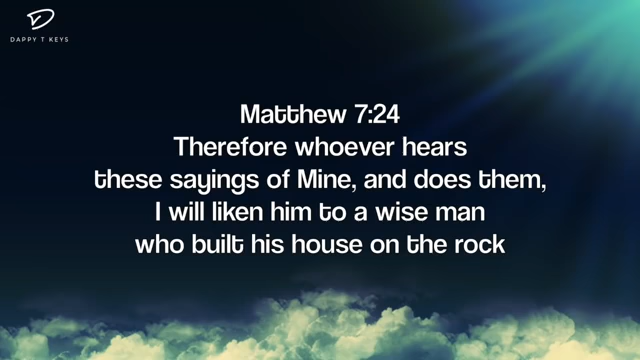 DAPPY T KEYS
Matthew 7:24
Therefore whoever hears
these sayings of Mine, and does them,
I will liken him to a wise man
who built his house on the rock